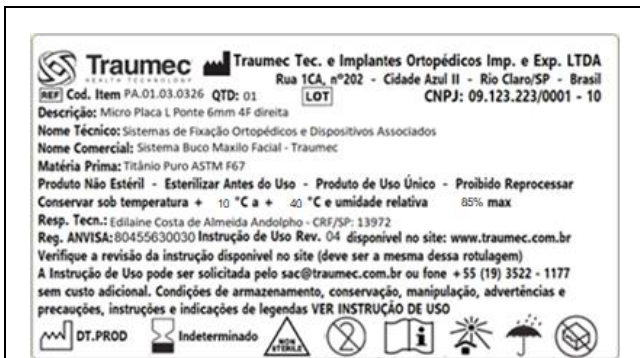 Traumec
HEALTH TECHNOLOGY
Traumec Tec. e Implantes Ortopédicos Imp. e Exp. LTDA
Rua 1CA, nº202 - Cidade Azul II - Rio Claro/SP - Brasil
REF Cod. Item PA.01.03.0326 QTD: 01 LOT CNPJ: 09.123.223/0001 - 10
Descrição: Micro Placa L Ponte 6mm 4F direita
Nome Técnico: Sistemas de Fixação Ortopédicos e Dispositivos Associados
Nome Comercial: Sistema Buco Maxilo Facial - Traumec
Matéria Prima: Titânio Puro ASTM F67
Produto Não Estéril - Esterilizar Antes do Uso - Produto de Uso Único - Proibido Reprocessar
Conservar sob temperatura + 10 °C a + 40 °C e umidade relativa 85% max
Resp. Tecn.: Edilaine Costa de Almeida Andolpho - CRF/SP: 13972
Reg. ANVISA: 80455630030 Instrução de Uso Rev. 04 disponível no site: www.traumec.com.br
Verifique a revisão da instrução disponível no site (deve ser a mesma dessa rotulagem)
A Instrução de Uso pode ser solicitada pelo sac@traumec.com.br ou fone +55 (19) 3522 - 1177
sem custo adicional. Condições de armazenamento, conservação, manipulação, advertências e
precauções, instruções e indicações de legendas VER INSTRUÇÃO DE USO
DT.PROD Indeterminado NON STERILE 2 i